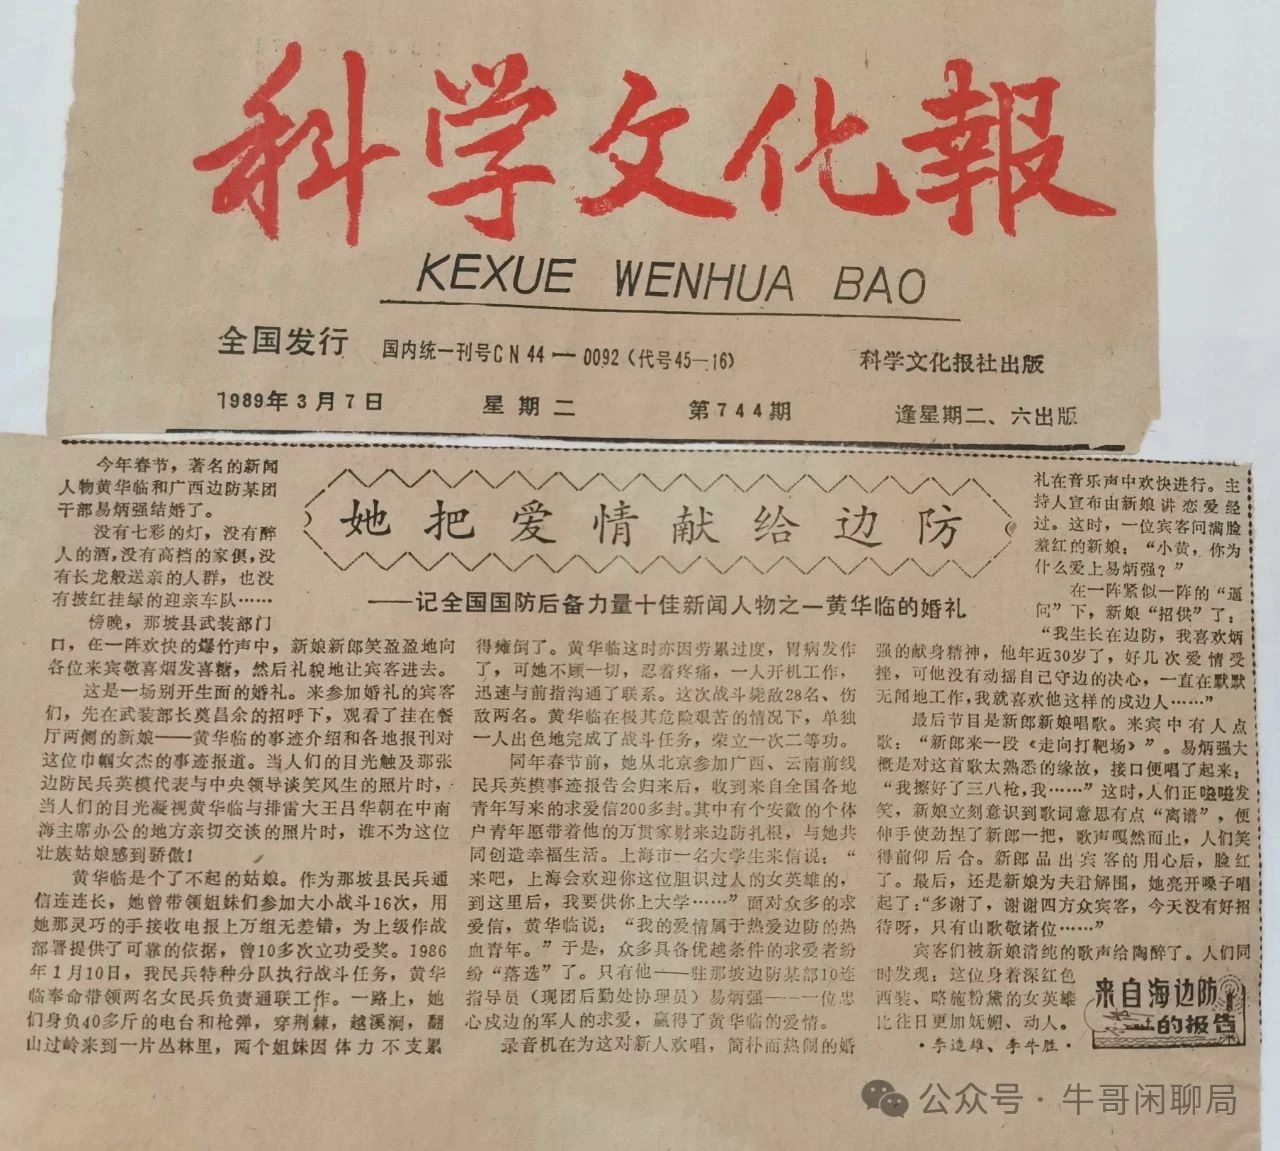 科学文化報
KEXUE WENHUA BAO
全国发行 国内统一刊号CN 44—0092(代号45—16) 科学文化报社出版
1989年3月7日 星期二 第744期 逢星期二、六出版
她把爱情献给边防
——记全国国防后备力量十佳新闻人物之一黄华临的婚礼
今年春节，著名的新闻
人物黄华临和广西边防某团
干部易炳强结婚了。
没有七彩的灯，没有醉
人的酒，没有高档的家俱，没
有长龙般送亲的人群，也没
有披红挂绿的迎亲车队……
傍晚，那坡县武装部门
口，在一阵欢快的爆竹声中，新娘新郎笑盈盈地向
各位来宾敬喜烟发喜糖，然后礼貌地让宾客进去。
这是一场别开生面的婚礼。来参加婚礼的宾客
们，先在武装部长奠昌余的招呼下，观看了挂在餐
厅两侧的新娘——黄华临的事迹介绍和各地报刊对
这位巾帼女杰的事迹报道。当人们的目光触及那张
边防民兵英模代表与中央领导谈笑风生的照片时，
当人们的目光凝视黄华临与排雷大王吕华朝在中南
海主席办公的地方亲切交谈的照片时，谁不为这位
壮族姑娘感到骄傲！
黄华临是个了不起的姑娘。作为那坡县民兵通
信连连长，她曾带领姐妹们参加大小战斗16次，用
她那灵巧的手接收电报上万组无差错，为上级作战
部署提供了可靠的依据，曾10多次立功受奖。1986
年1月10日，我民兵特种分队执行战斗任务，黄华
临奉命带领两名女民兵负责通联工作。一路上，她
们身负40多斤的电台和枪弹，穿荆棘，越溪涧，翻
山过岭来到一片丛林里，两个姐妹因体力不支累
得瘫倒了。黄华临这时亦因劳累过度，胃病发作
了，可她不顾一切，忍着疼痛，一人开机工作，
迅速与前指沟通了联系。这次战斗毙敌28名、伤
敌两名。黄华临在极其危险艰苦的情况下，单独
一人出色地完成了战斗任务，荣立一次二等功。
同年春节前，她从北京参加广西、云南前线
民兵英模事迹报告会归来后，收到来自全国各地
青年写来的求爱信200多封。其中有个安徽的个体
户青年愿带着他的万贯家财来边防扎根，与她共
同创造幸福生活。上海市一名大学生来信说：“
来吧，上海会欢迎你这位胆识过人的女英雄的，
到这里后，我要供你上大学……”面对众多的求
爱信，黄华临说：“我的爱情属于热爱边防的热
血青年。”于是，众多具备优越条件的求爱者纷
纷“落选”了。只有他——驻那坡边防某部10连
指导员（现团后勤处协理员）易炳强——一位忠
心戍边的军人的求爱，赢得了黄华临的爱情。
录音机在为这对新人欢唱，简朴而热闹的婚
礼在音乐声中欢快进行。主
持人宣布由新娘讲恋爱经
过。这时，一位宾客问满脸
羞红的新娘：“小黄，你为
什么爱上易炳强？”
在一阵紧似一阵的“逼
问”下，新娘“招供”了：
“我生长在边防，我喜欢炳
强的献身精神，他年近30岁了，好几次爱情受
挫，可他没有动摇自己守边的决心，一直在默默
无闻地工作，我就喜欢他这样的戍边人……”
最后节目是新郎新娘唱歌。来宾中有人点
歌：“新郎来一段《走向打靶场》”。易炳强大
概是对这首歌太熟悉的缘故，接口便唱了起来：
“我擦好了三八枪，我……”这时，人们正哒哒发
笑，新娘立刻意识到歌词意思有点“离谱”，便
伸手使劲捏了新郎一把，歌声嘎然而止，人们笑
得前仰后合。新郎品出宾客的用心后，脸红
了。最后，还是新娘为夫君解围，她亮开嗓子唱
起了：“多谢了，谢谢四方众宾客，今天没有好招
待呀，只有山歌敬诸位……”
宾客们被新娘清纯的歌声给陶醉了。人们同
时发现：这位身着深红色
西装、略施粉黛的女英雄
比往日更加妩媚、动人。
·李造雄、李牛胜·
来自海边防
的报告
公众号·牛哥闲聊局